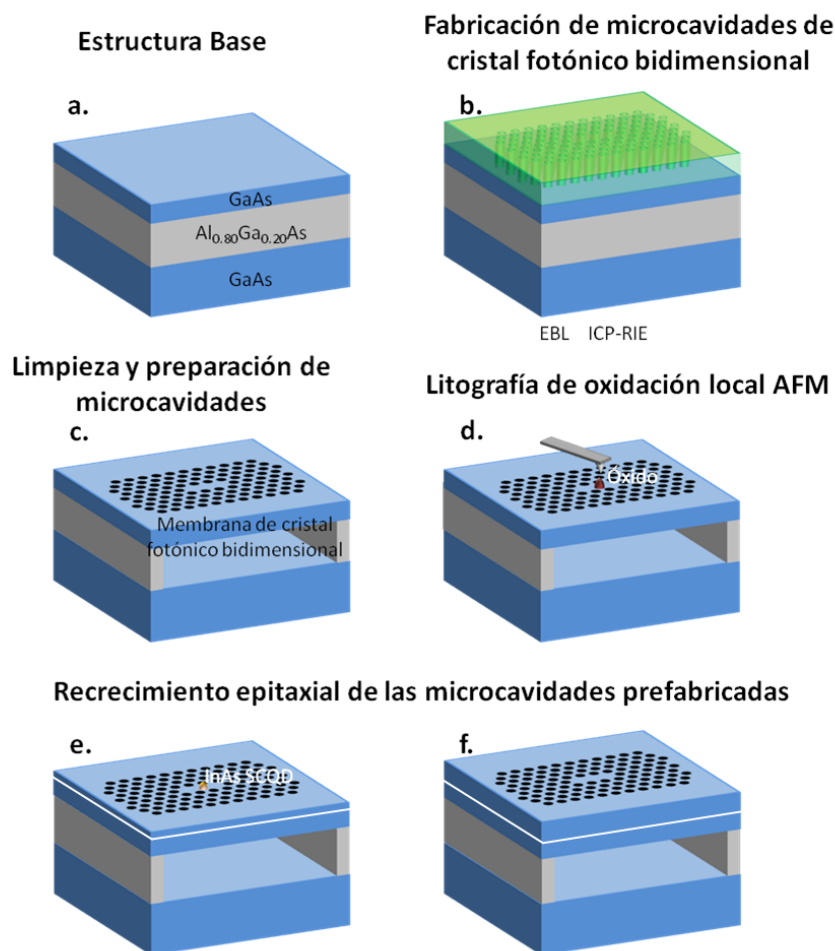 Estructura Base
Fabricación de microcavidades de
cristal fotónico bidimensional
a.
GaAs
Al0.80Ga0.20As
GaAs
b.
EBL ICP-RIE
Limpieza y preparación de
microcavidades
Litografía de oxidación local AFM
c.
Membrana de cristal
fotónico bidimensional
d.
Óxido
Recrecimiento epitaxial de las microcavidades prefabricadas
e.
InAs SCQD
f.